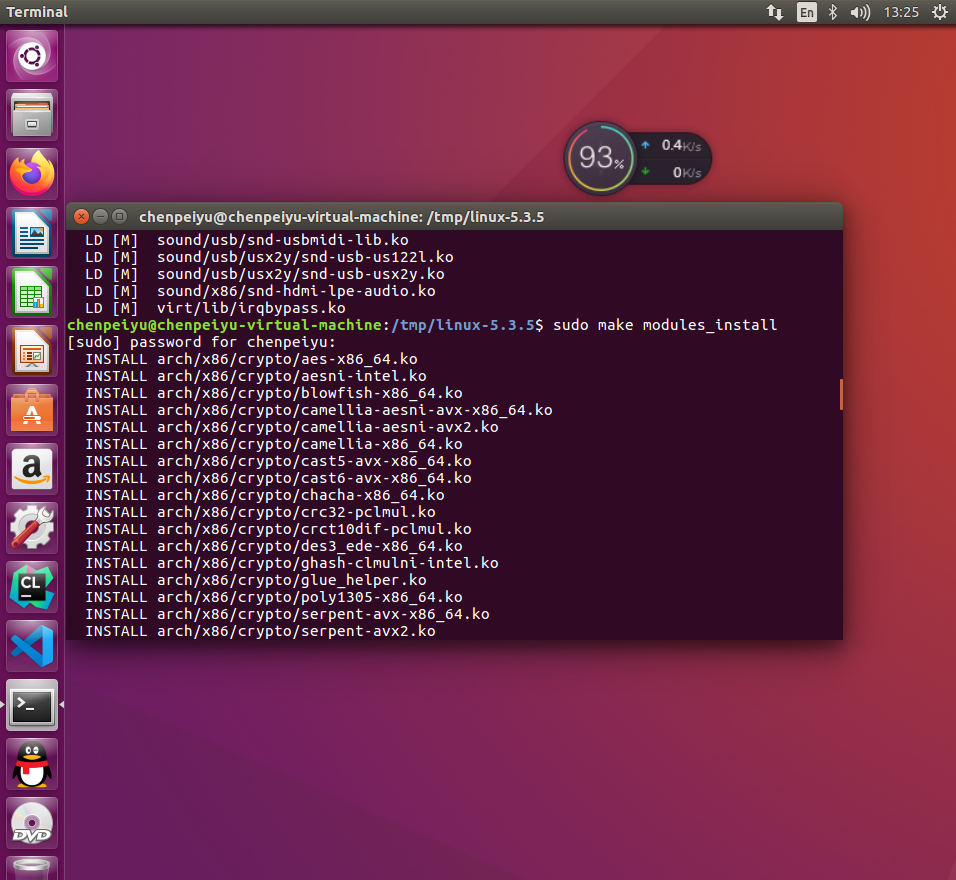 Terminal
En
13:25
93%
0.4K/s
0K/s
chenpeiyu@chenpeiyu-virtual-machine: /tmp/linux-5.3.5
LD [M]  sound/usb/snd-usbmidi-lib.ko
LD [M]  sound/usb/usx2y/snd-usb-us122l.ko
LD [M]  sound/usb/usx2y/snd-usb-usx2y.ko
LD [M]  sound/x86/snd-hdmi-lpe-audio.ko
LD [M]  virt/lib/irqbypass.ko
chenpeiyu@chenpeiyu-virtual-machine:/tmp/linux-5.3.5$ sudo make modules_install
[sudo] password for chenpeiyu:
INSTALL arch/x86/crypto/aes-x86_64.ko
INSTALL arch/x86/crypto/aesni-intel.ko
INSTALL arch/x86/crypto/blowfish-x86_64.ko
INSTALL arch/x86/crypto/camellia-aesni-avx-x86_64.ko
INSTALL arch/x86/crypto/camellia-aesni-avx2.ko
INSTALL arch/x86/crypto/camellia-x86_64.ko
INSTALL arch/x86/crypto/cast5-avx-x86_64.ko
INSTALL arch/x86/crypto/cast6-avx-x86_64.ko
INSTALL arch/x86/crypto/chacha-x86_64.ko
INSTALL arch/x86/crypto/crc32-pclmul.ko
INSTALL arch/x86/crypto/crct10dif-pclmul.ko
INSTALL arch/x86/crypto/des3_ede-x86_64.ko
INSTALL arch/x86/crypto/ghash-clmulni-intel.ko
INSTALL arch/x86/crypto/glue_helper.ko
INSTALL arch/x86/crypto/poly1305-x86_64.ko
INSTALL arch/x86/crypto/serpent-avx-x86_64.ko
INSTALL arch/x86/crypto/serpent-avx2.ko
A
a
CL
>_
DVD